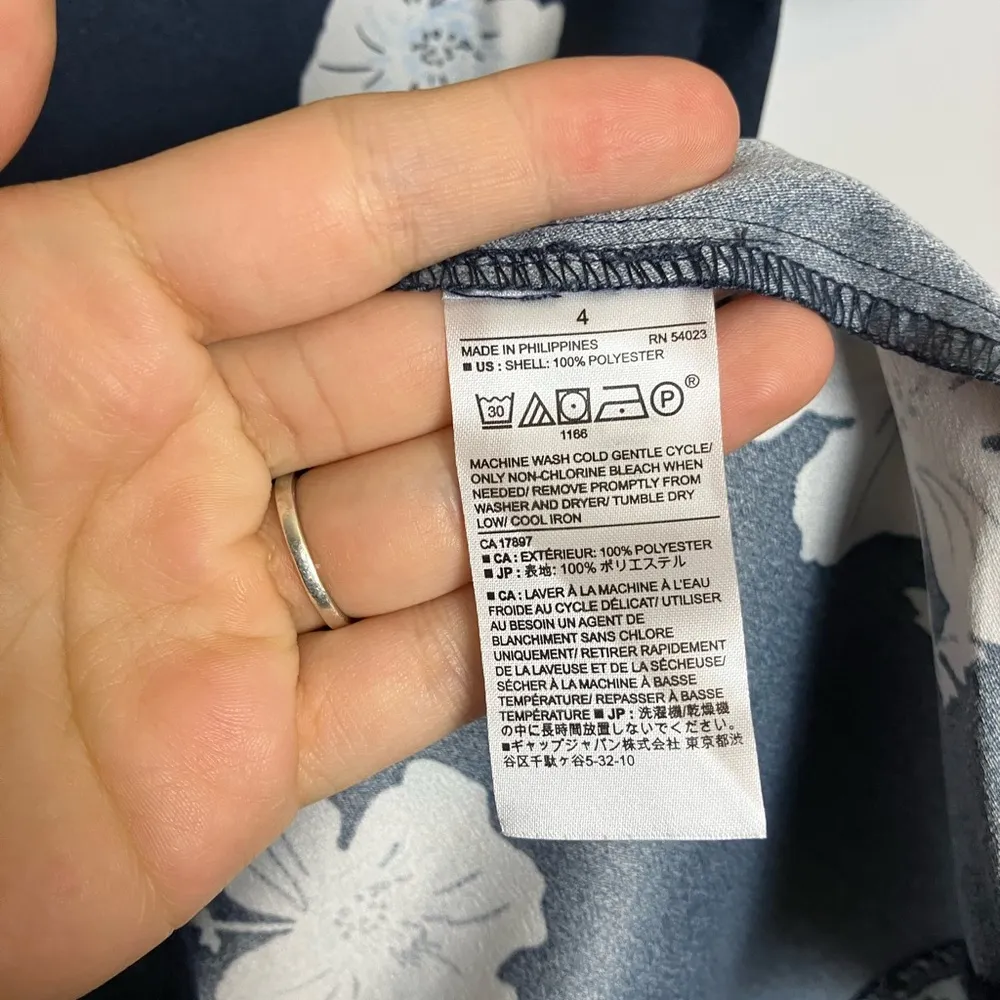 4
MADE IN PHILIPPINES RN 54023
■ US : SHELL: 100% POLYESTER
30 P ®
1166
MACHINE WASH COLD GENTLE CYCLE/
ONLY NON-CHLORINE BLEACH WHEN
NEEDED/ REMOVE PROMPTLY FROM
WASHER AND DRYER/ TUMBLE DRY
LOW/ COOL IRON
CA 17897
■ CA : EXTÉRIEUR: 100% POLYESTER
■ JP : 表地: 100% ポリエステル
■ CA : LAVER À LA MACHINE À L'EAU
FROIDE AU CYCLE DÉLICAT/ UTILISER
AU BESOIN UN AGENT DE
BLANCHIMENT SANS CHLORE
UNIQUEMENT/ RETIRER RAPIDEMENT
DE LA LAVEUSE ET DE LA SÉCHEUSE/
SÉCHER À LA MACHINE À BASSE
TEMPÉRATURE/ REPASSER À BASSE
TEMPÉRATURE ■ JP : 洗濯機/乾燥機
の中に長時間放置しないでください。
■ギャップジャパン株式会社 東京都渋
谷区千駄ヶ谷5-32-10